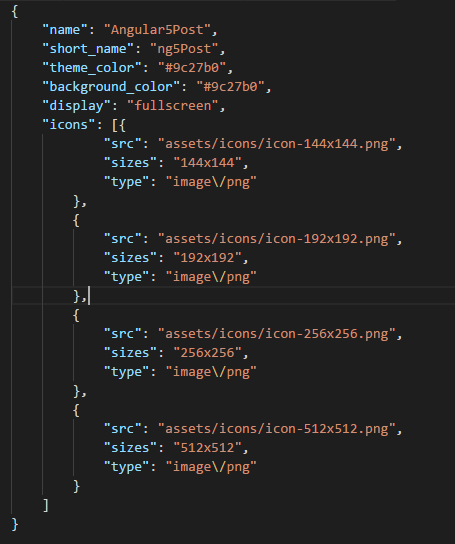 {
    "name": "Angular5Post",
    "short_name": "ng5Post",
    "theme_color": "#9c27b0",
    "background_color": "#9c27b0",
    "display": "fullscreen",
    "icons": [{
            "src": "assets/icons/icon-144x144.png",
            "sizes": "144x144",
            "type": "image\/png"
        },
        {
            "src": "assets/icons/icon-192x192.png",
            "sizes": "192x192",
            "type": "image\/png"
        },
        {
            "src": "assets/icons/icon-256x256.png",
            "sizes": "256x256",
            "type": "image\/png"
        },
        {
            "src": "assets/icons/icon-512x512.png",
            "sizes": "512x512",
            "type": "image\/png"
        }
    ]
}